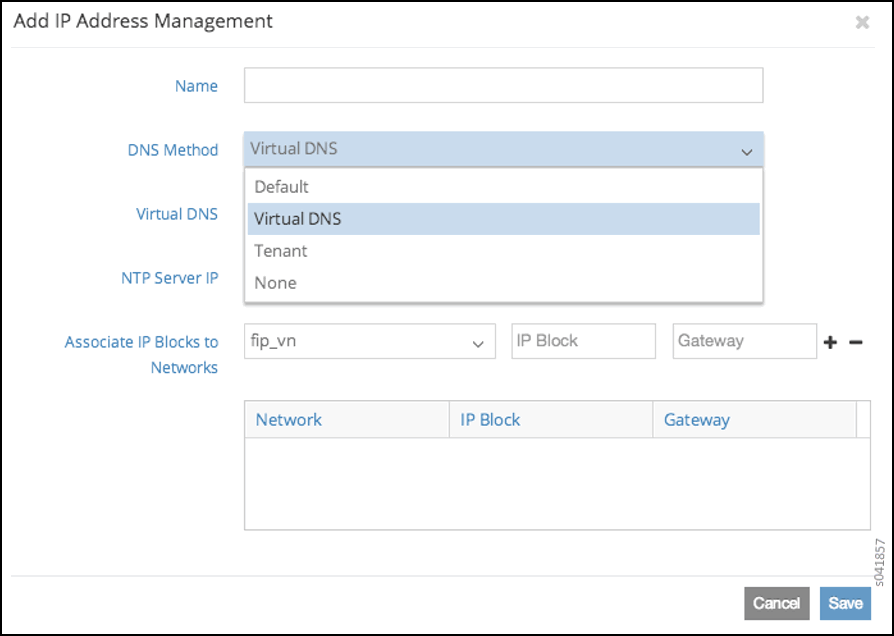 Add IP Address Management
Name
DNS Method Virtual DNS
Default
Virtual DNS Virtual DNS
Tenant
NTP Server IP None
Associate IP Blocks to fip_vn IP Block Gateway
Networks
Network IP Block Gateway
s041857
Cancel Save